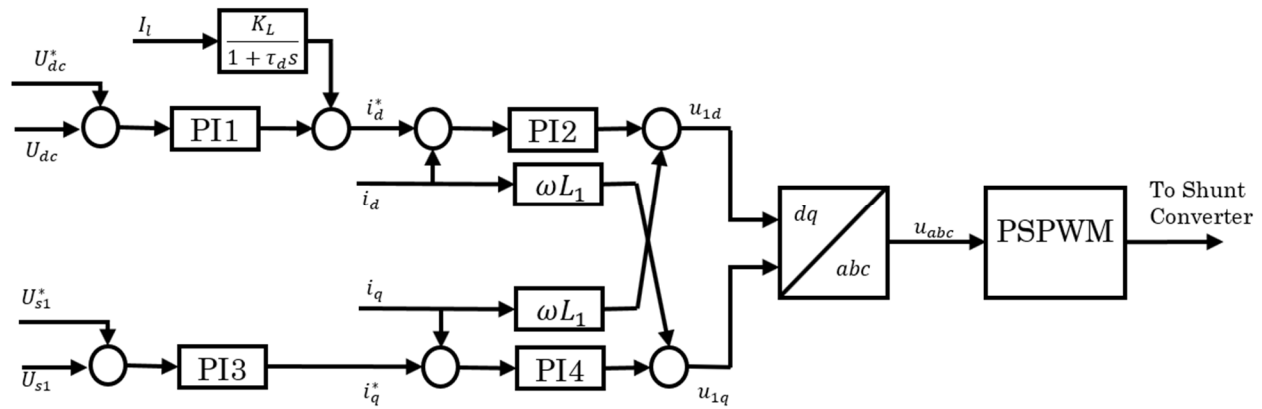 I_l
K_L
1 + τ_d s
U*_dc
U_dc
PI1
i*_d
PI2
u_1d
i_d
ωL_1
dq
abc
u_abc
PSPWM
To Shunt
Converter
i_q
ωL_1
U*_s1
U_s1
PI3
i*_q
PI4
u_1q